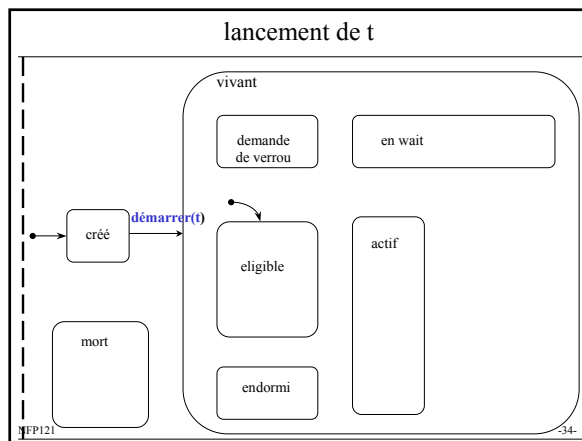 lancement de t
vivant
demande
de verrou
en wait
démarrer(t)
créé
eligible
actif
mort
endormi
NFP121
-34-